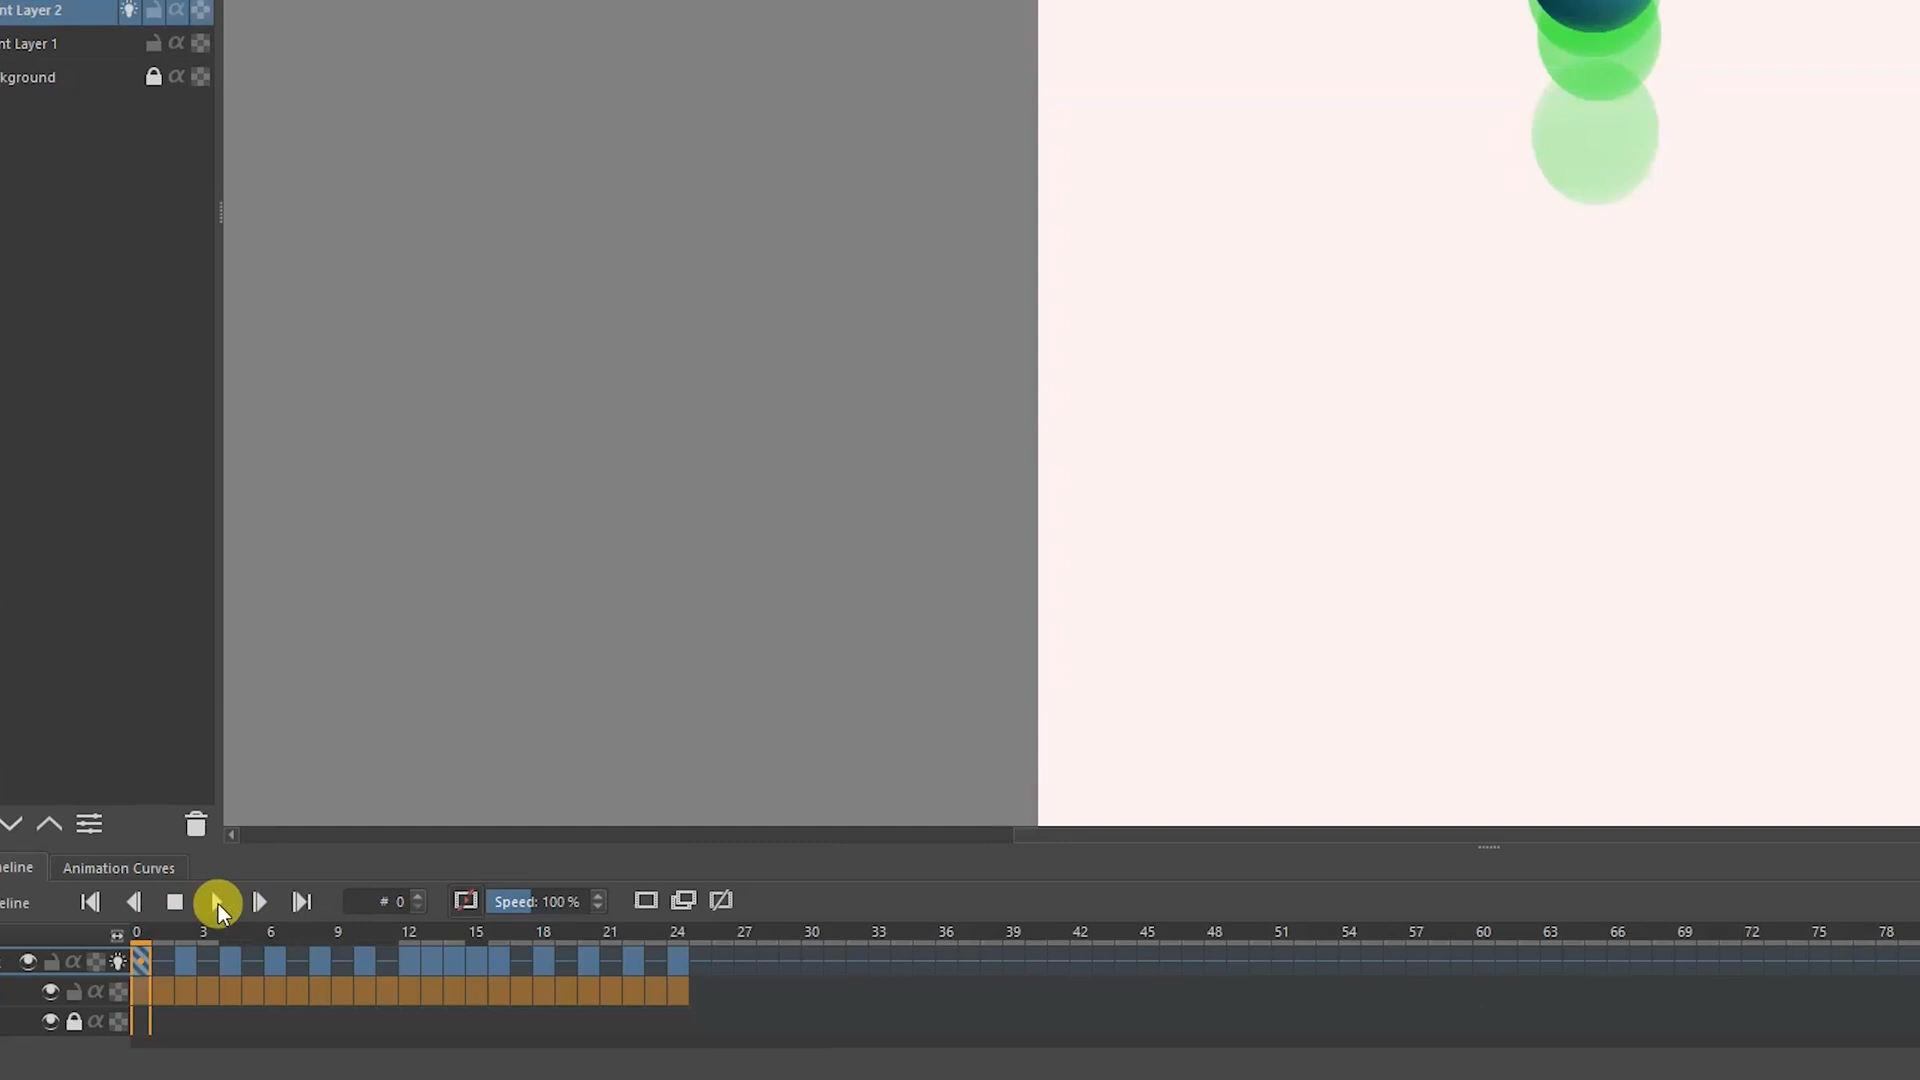 nt Layer 2
nt Layer 1
kground
eline
Animation Curves
eline
# 0
Speed: 100 %
0 3 6 9 12 15 18 21 24 27 30 33 36 39 42 45 48 51 54 57 60 63 66 69 72 75 78